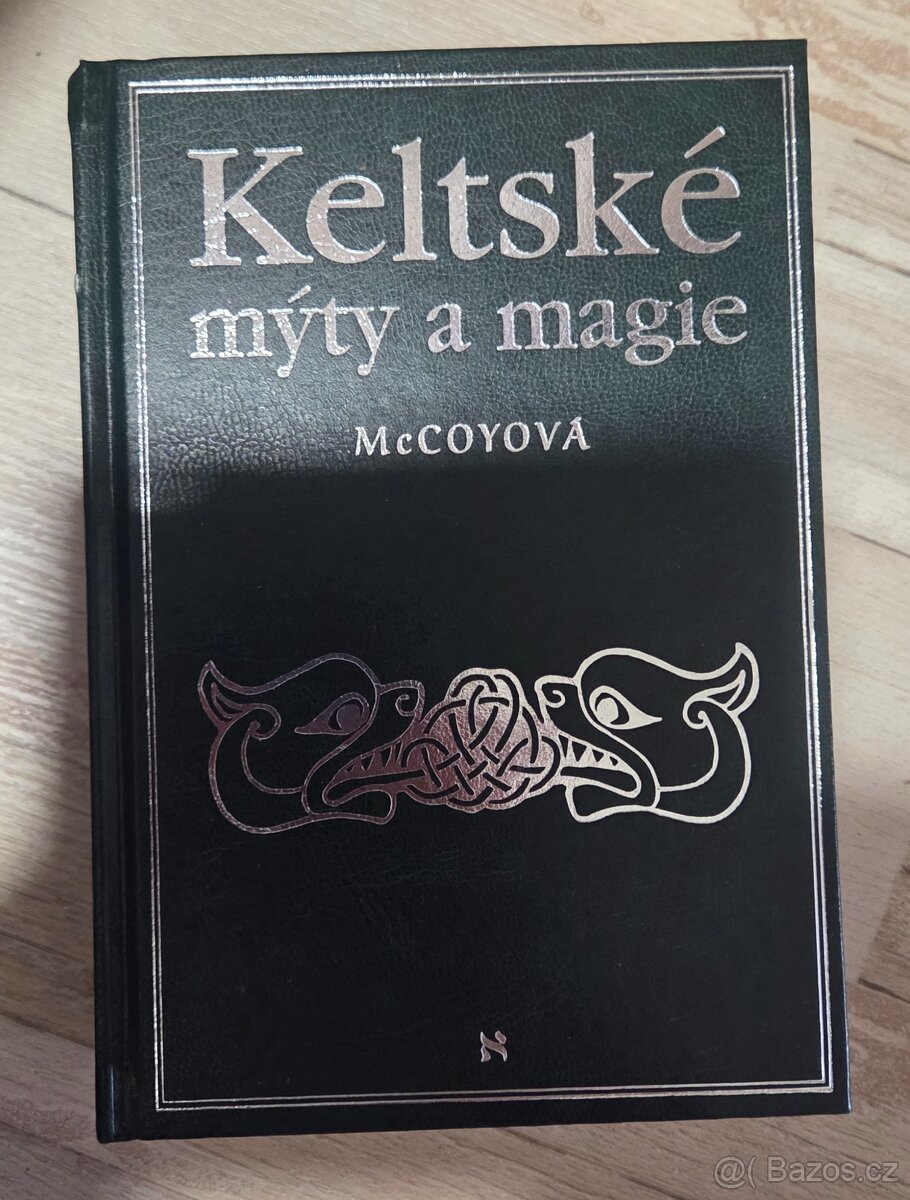 Keltské
mýty a magie
McCOYOVÁ
@( Bazos.cz